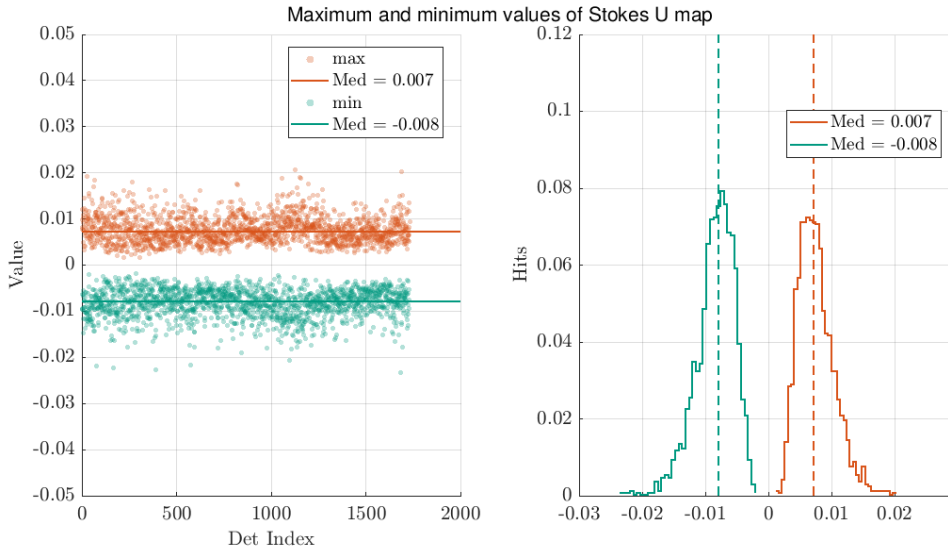 Maximum and minimum values of Stokes U map
0.05
0.04
0.03
0.02
0.01
0
-0.01
-0.02
-0.03
-0.04
-0.05
Value
0
500
1000
1500
2000
Det Index
max
Med = 0.007
min
Med = -0.008
0.12
0.1
0.08
0.06
0.04
0.02
0
Hits
-0.03
-0.02
-0.01
0
0.01
0.02
Med = 0.007
Med = -0.008